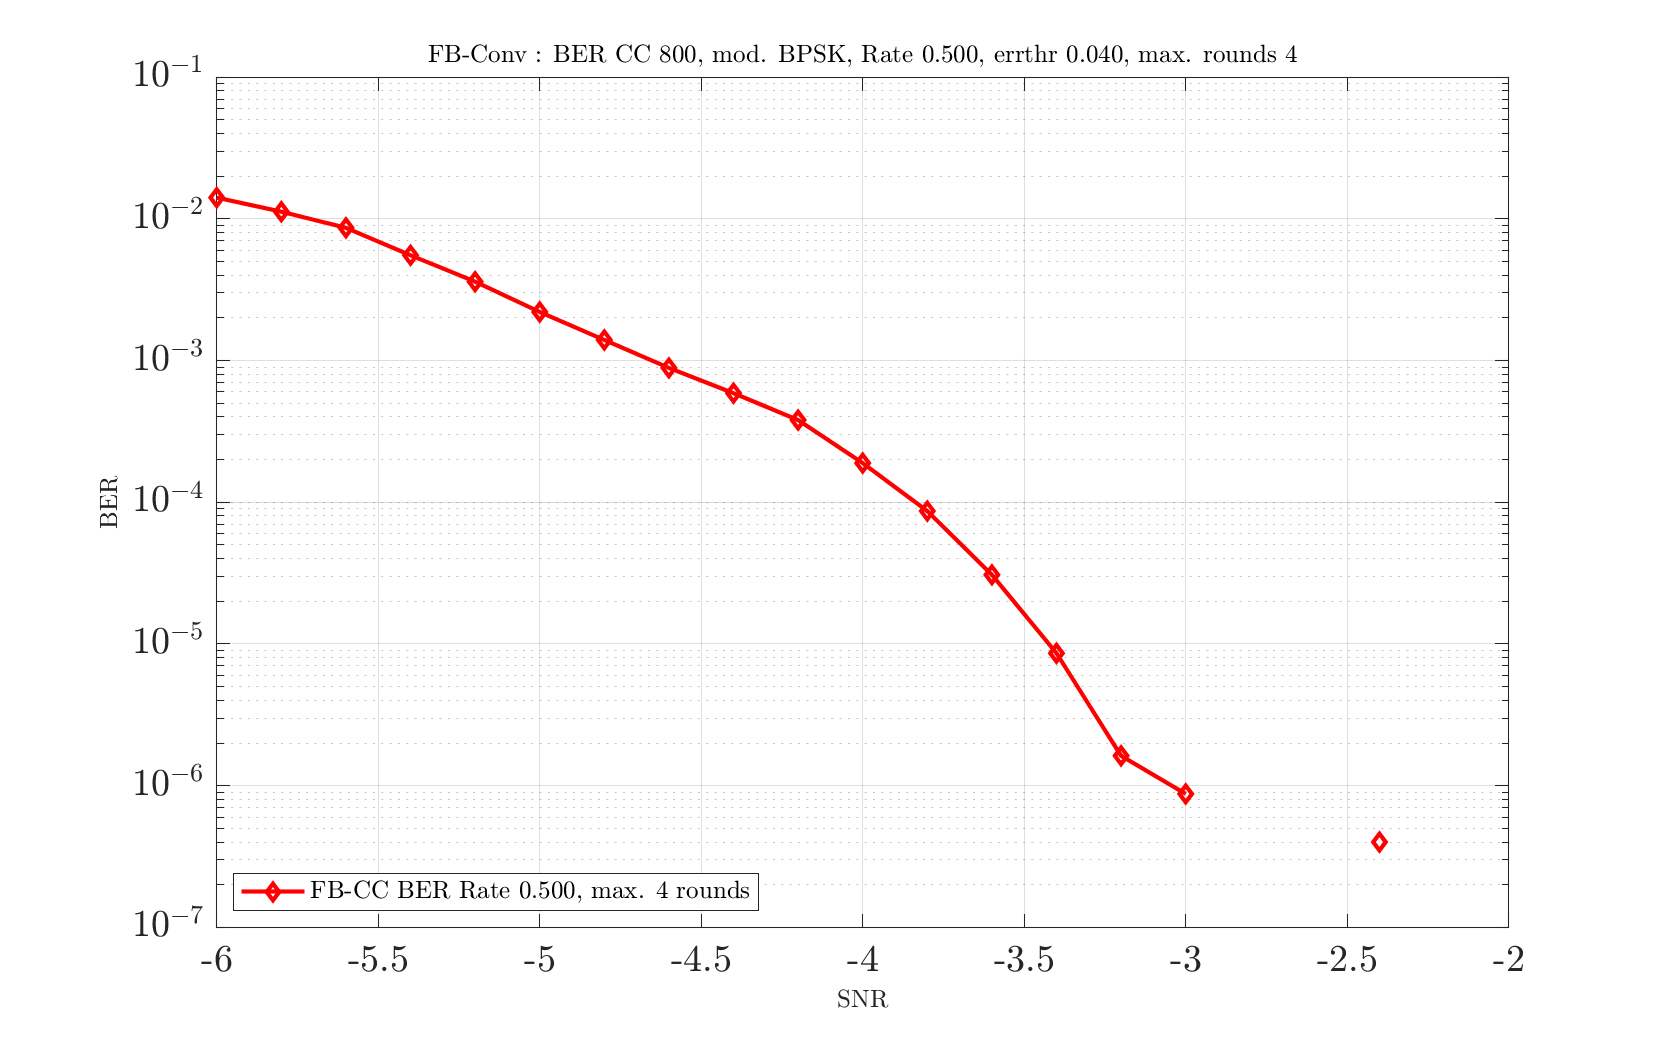 FB-Conv : BER CC 800, mod. BPSK, Rate 0.500, errthr 0.040, max. rounds 4
10⁻¹
10⁻²
10⁻³
10⁻⁴
10⁻⁵
10⁻⁶
10⁻⁷
BER
FB-CC BER Rate 0.500, max. 4 rounds
-6 -5.5 -5 -4.5 -4 -3.5 -3 -2.5 -2
SNR